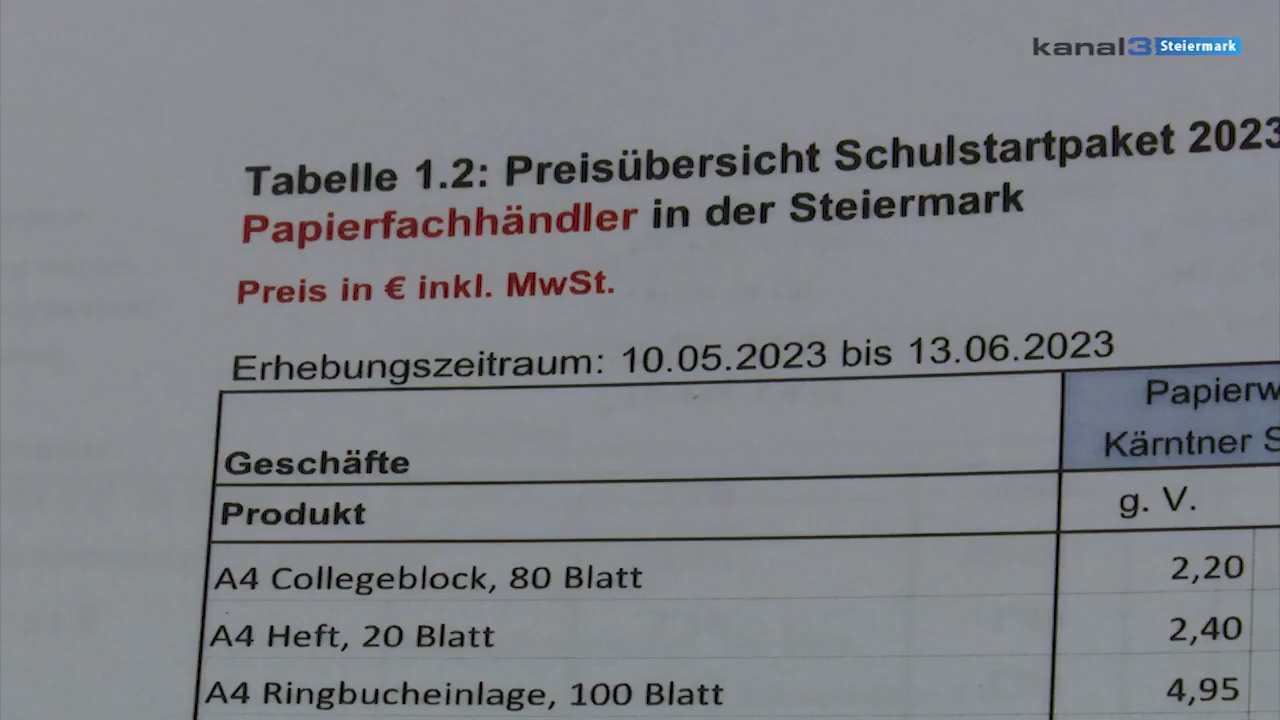 kanal3 Steiermark
Tabelle 1.2: Preisübersicht Schulstartpaket 2023
Papierfachhändler in der Steiermark
Preis in € inkl. MwSt.
Erhebungszeitraum: 10.05.2023 bis 13.06.2023
Papierw
Kärntner S
Geschäfte
Produkt g. V.
A4 Collegeblock, 80 Blatt 2,20
A4 Heft, 20 Blatt 2,40
A4 Ringbucheinlage, 100 Blatt 4,95